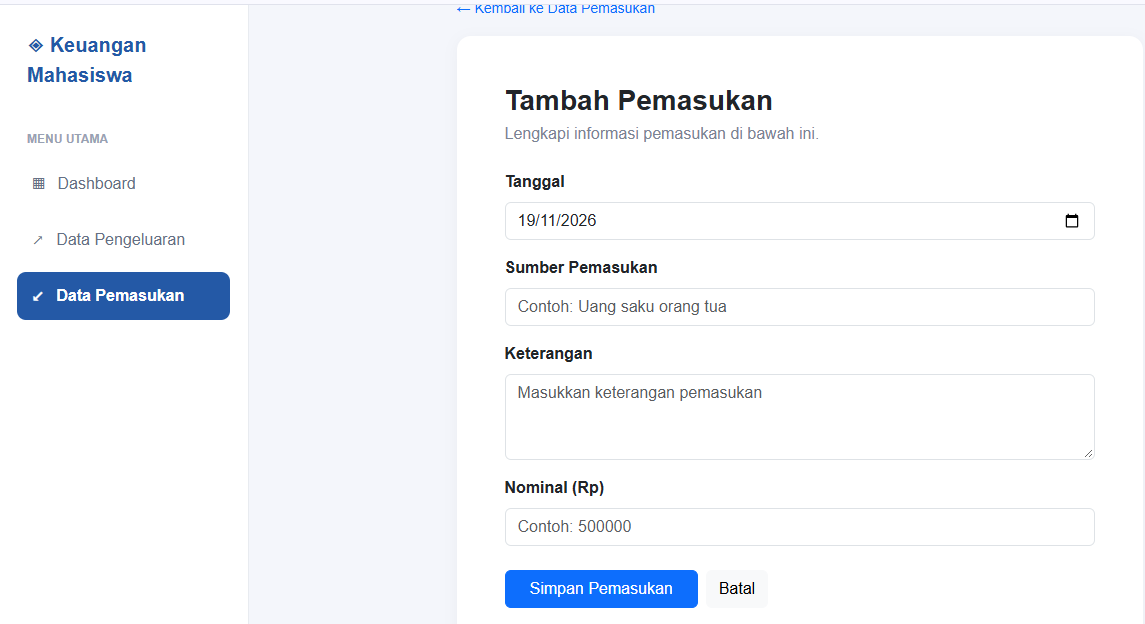 ← Kembali ke Data Pemasukan
◈ Keuangan
Mahasiswa
MENU UTAMA
▦ Dashboard
↗ Data Pengeluaran
↙ Data Pemasukan
Tambah Pemasukan
Lengkapi informasi pemasukan di bawah ini.
Tanggal
19/11/2026
Sumber Pemasukan
Contoh: Uang saku orang tua
Keterangan
Masukkan keterangan pemasukan
Nominal (Rp)
Contoh: 500000
Simpan Pemasukan
Batal